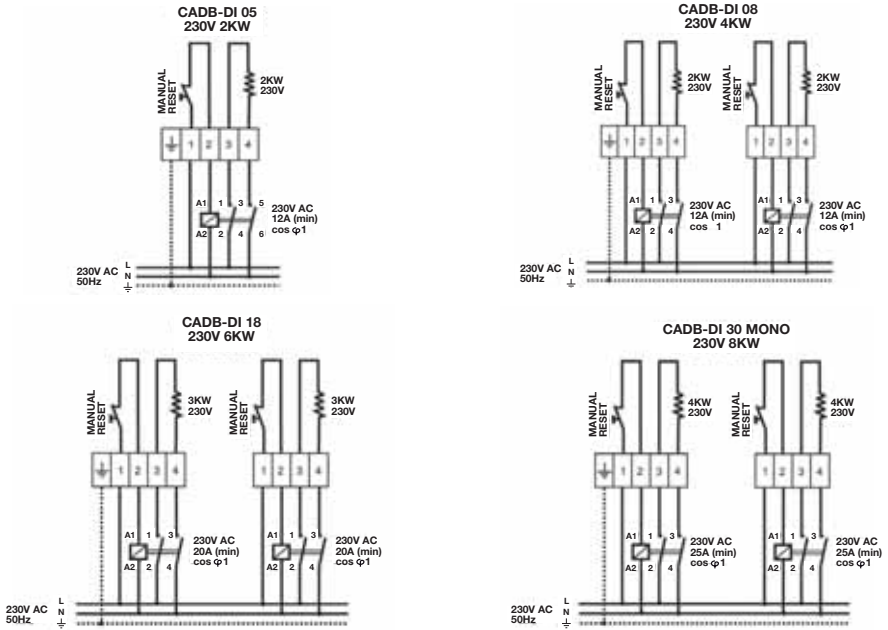 CADB-DI 05
230V 2KW
MANUAL
RESET
2KW
230V
1 2 3 4
A1 1 3 5
A2 2 4 6
230V AC
12A (min)
cos φ1
230V AC
50Hz
L
N
CADB-DI 08
230V 4KW
MANUAL
RESET
2KW
230V
MANUAL
RESET
2KW
230V
1 2 3 4
1 2 3 4
A1 1 3
A2 2 4
230V AC
12A (min)
cos 1
A1 1 3
A2 2 4
230V AC
12A (min)
cos φ1
230V AC
50Hz
L
N
CADB-DI 18
230V 6KW
MANUAL
RESET
3KW
230V
MANUAL
RESET
3KW
230V
1 2 3 4
1 2 3 4
A1 1 3
A2 2 4
230V AC
20A (min)
cos φ1
A1 1 3
A2 2 4
230V AC
20A (min)
cos φ1
230V AC
50Hz
L
N
CADB-DI 30 MONO
230V 8KW
MANUAL
RESET
4KW
230V
MANUAL
RESET
4KW
230V
1 2 3 4
1 2 3 4
A1 1 3
A2 2 4
230V AC
25A (min)
cos φ1
A1 1 3
A2 2 4
230V AC
25A (min)
cos φ1
230V AC
50Hz
L
N